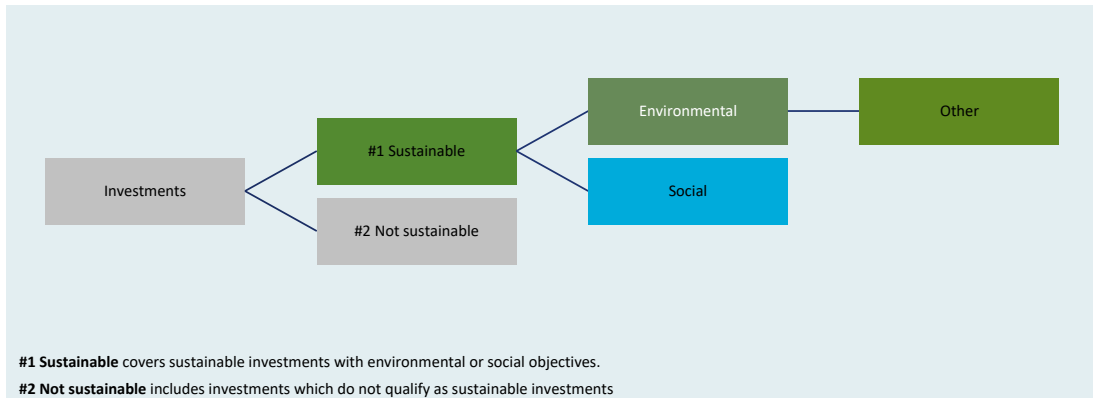 Environmental
Other
#1 Sustainable
Investments
Social
#2 Not sustainable
#1 Sustainable covers sustainable investments with environmental or social objectives.
#2 Not sustainable includes investments which do not qualify as sustainable investments